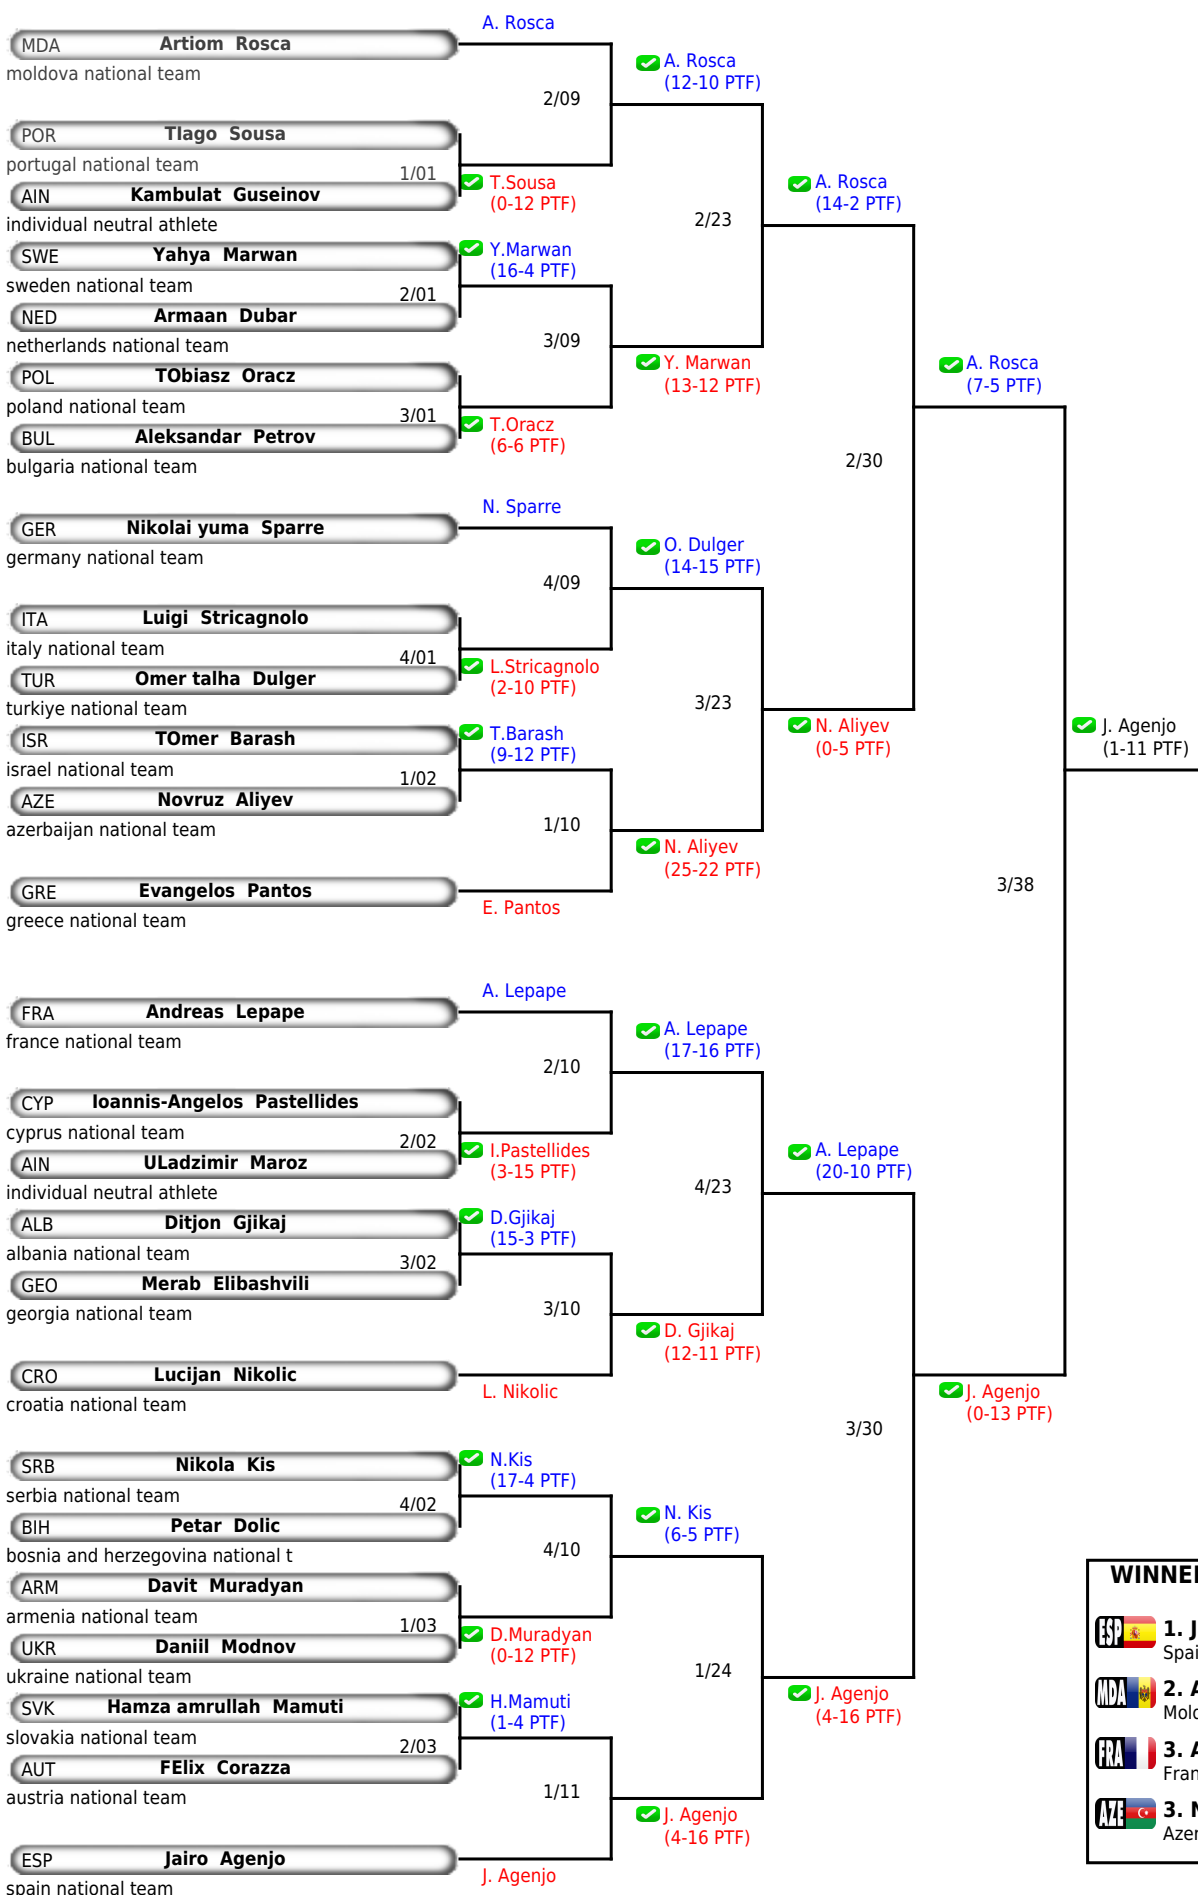 A. Rosca
MDA Artiom Rosca
moldova national team
A. Rosca
(12-10 PTF)
2/09
POR TIago Sousa
portugal national team
1/01
T.Sousa
(0-12 PTF)
AIN Kambulat Guseinov
individual neutral athlete
A. Rosca
(14-2 PTF)
2/23
SWE Yahya Marwan
sweden national team
Y.Marwan
(16-4 PTF)
2/01
NED Armaan Dubar
netherlands national team
3/09
Y. Marwan
(13-12 PTF)
POL TObiasz Oracz
poland national team
3/01
T.Oracz
(6-6 PTF)
BUL Aleksandar Petrov
bulgaria national team
A. Rosca
(7-5 PTF)
2/30
N. Sparre
GER Nikolai yuma Sparre
germany national team
O. Dulger
(14-15 PTF)
4/09
ITA Luigi Stricagnolo
italy national team
4/01
L.Stricagnolo
(2-10 PTF)
TUR Omer talha Dulger
turkiye national team
3/23
N. Aliyev
(0-5 PTF)
ISR TOmer Barash
israel national team
T.Barash
(9-12 PTF)
1/02
AZE Novruz Aliyev
azerbaijan national team
1/10
N. Aliyev
(25-22 PTF)
GRE Evangelos Pantos
greece national team
E. Pantos
J. Agenjo
(1-11 PTF)
3/38
A. Lepape
FRA Andreas Lepape
france national team
A. Lepape
(17-16 PTF)
2/10
CYP Ioannis-Angelos Pastellides
cyprus national team
2/02
I.Pastellides
(3-15 PTF)
AIN ULadzimir Maroz
individual neutral athlete
A. Lepape
(20-10 PTF)
4/23
ALB Ditjon Gjikaj
albania national team
D.Gjikaj
(15-3 PTF)
3/02
GEO Merab Elibashvili
georgia national team
3/10
D. Gjikaj
(12-11 PTF)
CRO Lucijan Nikolic
croatia national team
L. Nikolic
J. Agenjo
(0-13 PTF)
3/30
SRB Nikola Kis
serbia national team
N.Kis
(17-4 PTF)
4/02
BIH Petar Dolic
bosnia and herzegovina national t
N. Kis
(6-5 PTF)
4/10
ARM Davit Muradyan
armenia national team
1/03
D.Muradyan
(0-12 PTF)
UKR Daniil Modnov
ukraine national team
1/24
J. Agenjo
(4-16 PTF)
SVK Hamza amrullah Mamuti
slovakia national team
H.Mamuti
(1-4 PTF)
2/03
AUT FElix Corazza
austria national team
1/11
J. Agenjo
(4-16 PTF)
ESP Jairo Agenjo
spain national team
J. Agenjo
ESP 1. J
MDA 2. A
FRA 3. A
AZE 3. N